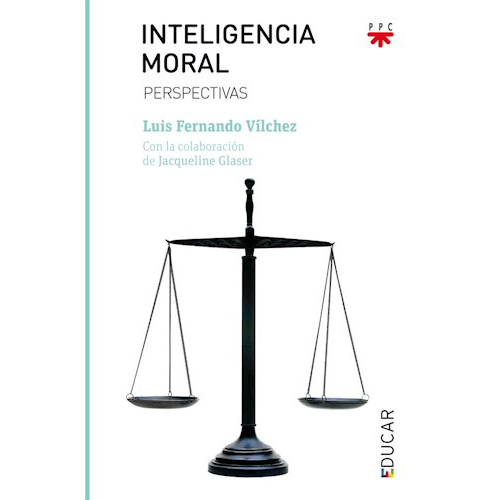 INTELIGENCIA
MORAL
PERSPECTIVAS
PPC
Luis Fernando Vílchez
Con la colaboración
de Jacqueline Glaser
EDUCAR